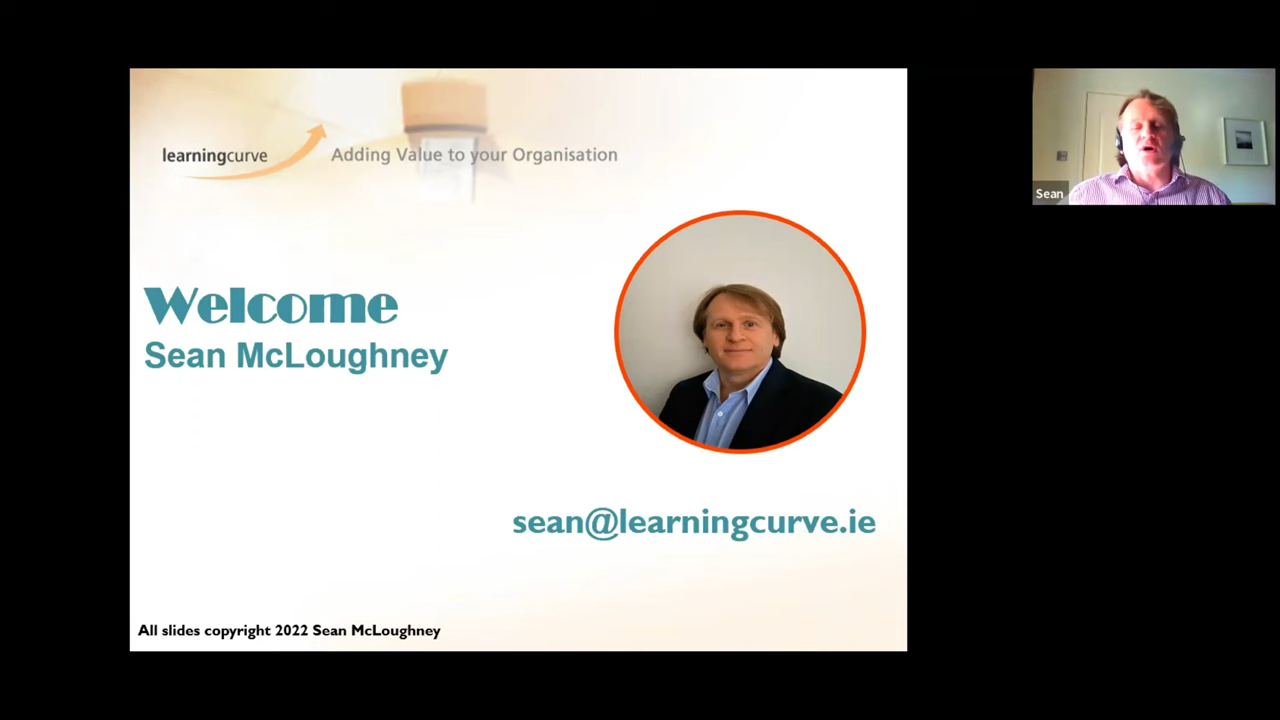 learningcurve
Adding Value to your Organisation
Welcome
Sean McLoughney
sean@learningcurve.ie
All slides copyright 2022 Sean McLoughney
Sean